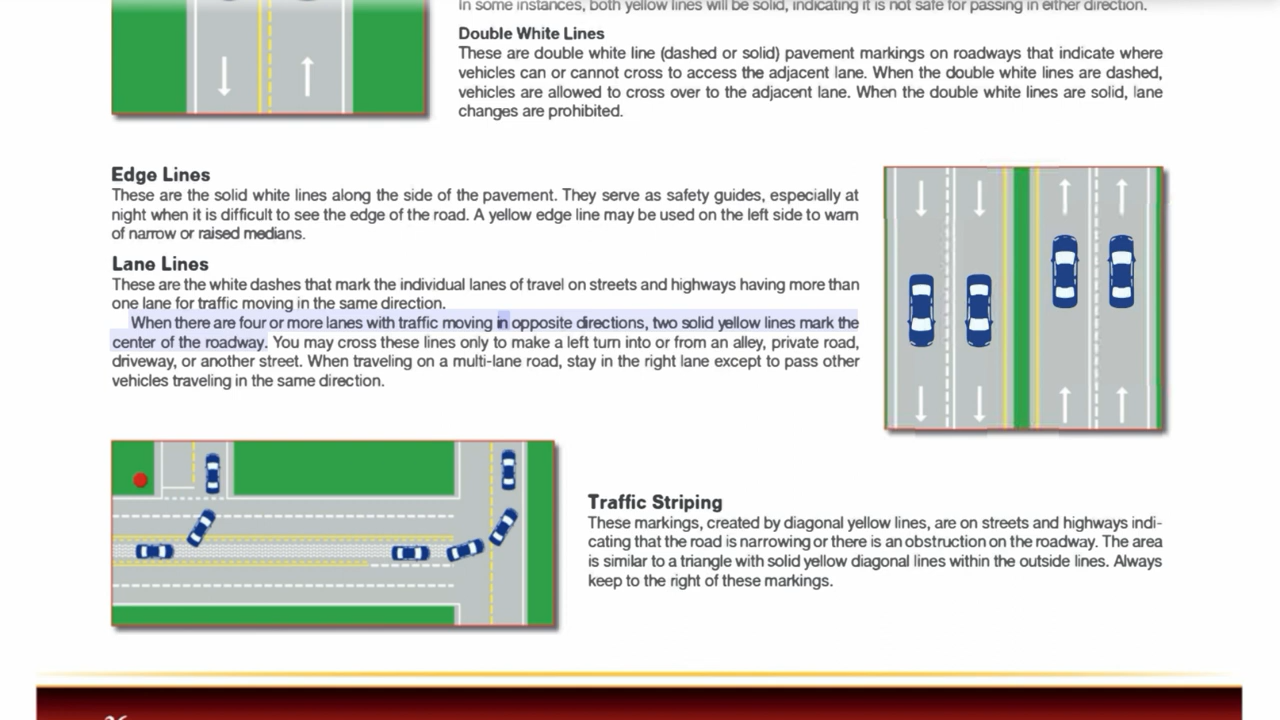 In some instances, both yellow lines will be solid, indicating it is not safe for passing in either direction.
Double White Lines
These are double white line (dashed or solid) pavement markings on roadways that indicate where
vehicles can or cannot cross to access the adjacent lane. When the double white lines are dashed,
vehicles are allowed to cross over to the adjacent lane. When the double white lines are solid, lane
changes are prohibited.
Edge Lines
These are the solid white lines along the side of the pavement. They serve as safety guides, especially at
night when it is difficult to see the edge of the road. A yellow edge line may be used on the left side to warn
of narrow or raised medians.
Lane Lines
These are the white dashes that mark the individual lanes of travel on streets and highways having more than
one lane for traffic moving in the same direction.
When there are four or more lanes with traffic moving in opposite directions, two solid yellow lines mark the
center of the roadway. You may cross these lines only to make a left turn into or from an alley, private road,
driveway, or another street. When traveling on a multi-lane road, stay in the right lane except to pass other
vehicles traveling in the same direction.
Traffic Striping
These markings, created by diagonal yellow lines, are on streets and highways indi-
cating that the road is narrowing or there is an obstruction on the roadway. The area
is similar to a triangle with solid yellow diagonal lines within the outside lines. Always
keep to the right of these markings.